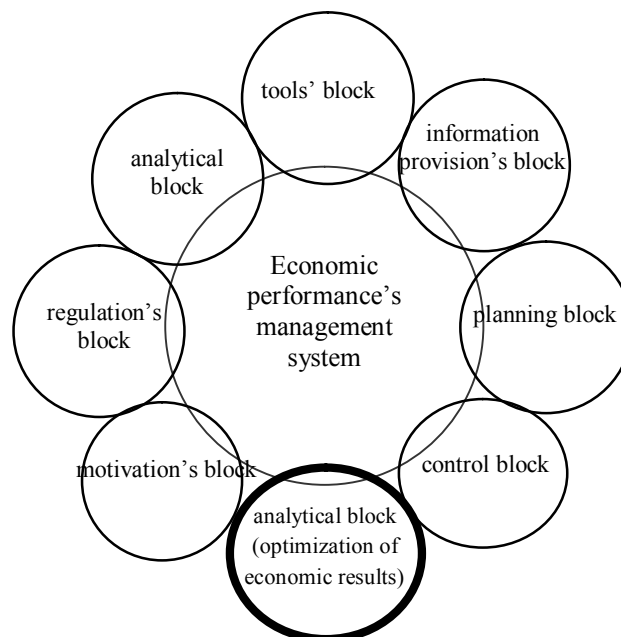 tools’ block
information
provision’s block
analytical
block
Economic
performance’s
management
system
regulation’s
block
planning block
motivation’s block
control block
analytical block
(optimization of
economic results)